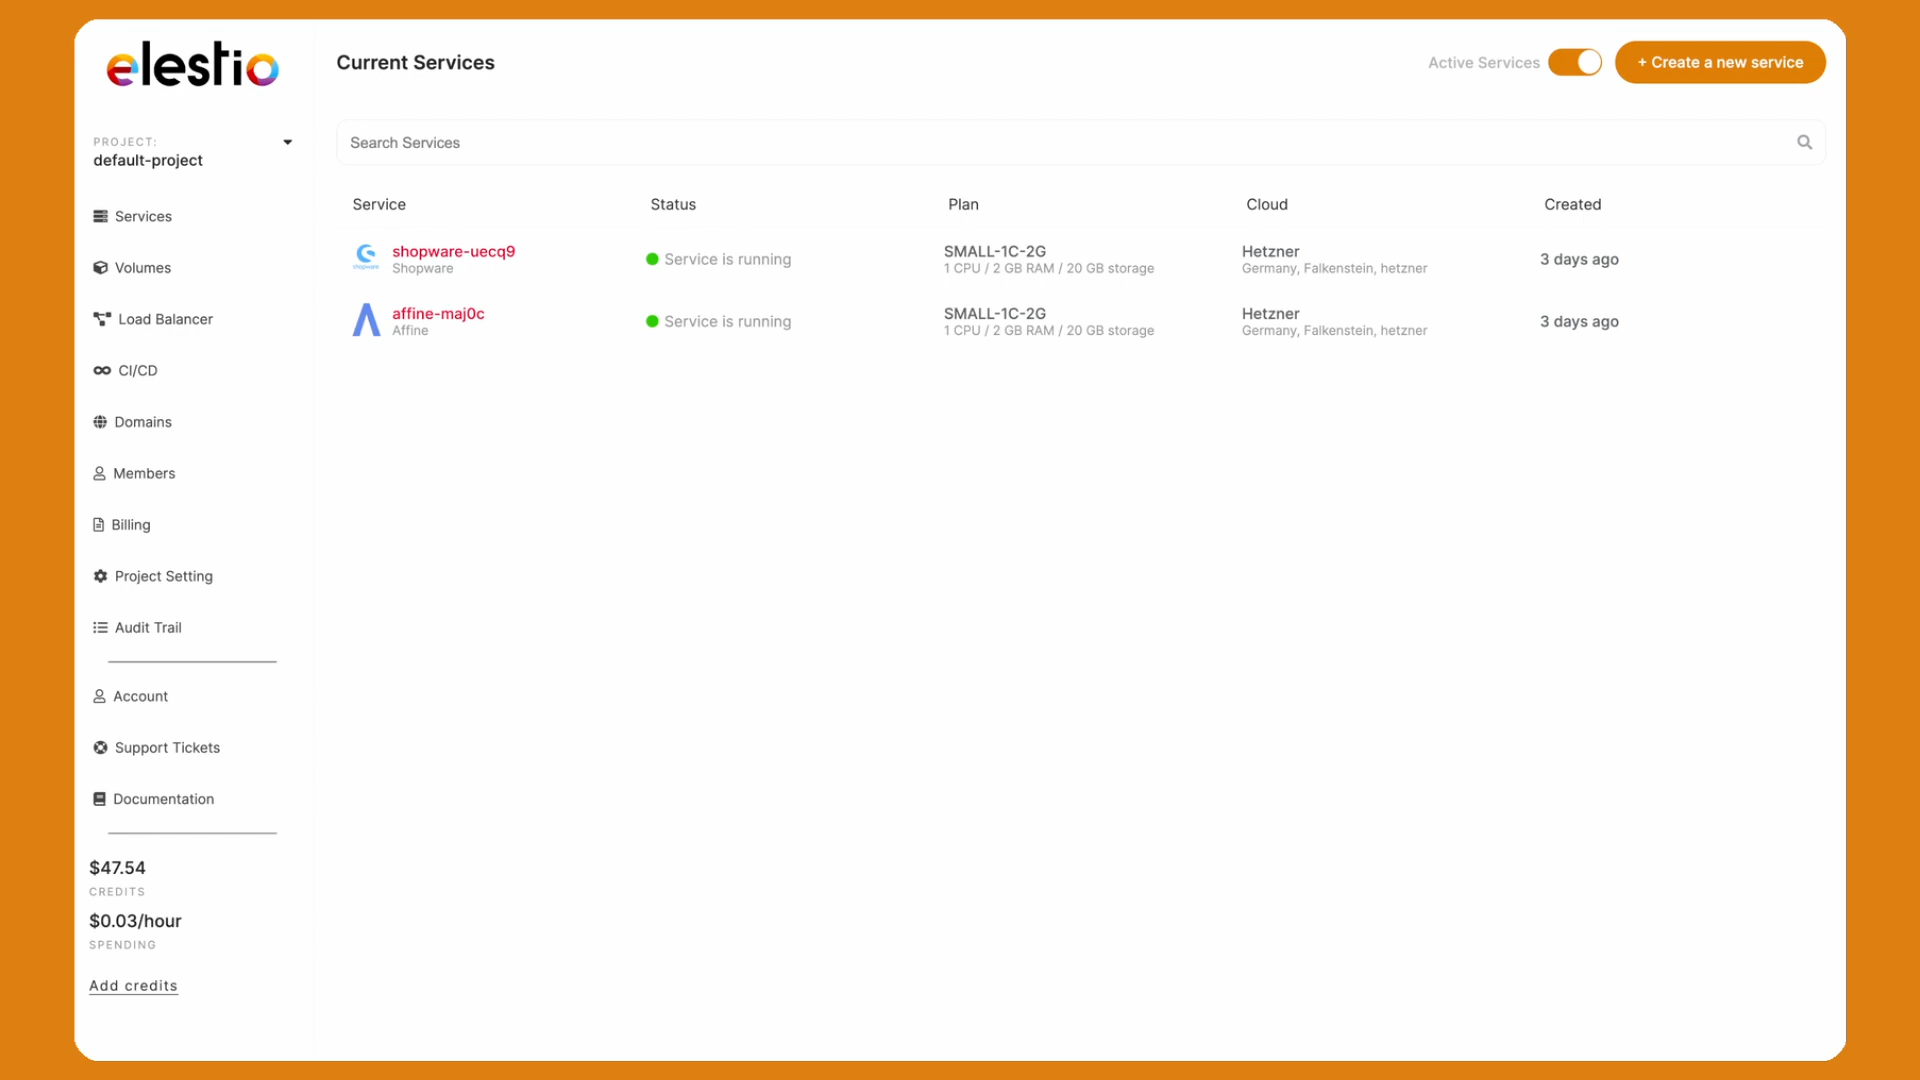 elestio
PROJECT:
default-project
Services
Volumes
Load Balancer
CI/CD
Domains
Members
Billing
Project Setting
Audit Trail
Account
Support Tickets
Documentation
$47.54
CREDITS
$0.03/hour
SPENDING
Add credits
Current Services
Active Services
+ Create a new service
Search Services
Service Status Plan Cloud Created
shopware-uecq9
Shopware
shopware
Service is running
SMALL-1C-2G
1 CPU / 2 GB RAM / 20 GB storage
Hetzner
Germany, Falkenstein, hetzner
3 days ago
affine-maj0c
Affine
Service is running
SMALL-1C-2G
1 CPU / 2 GB RAM / 20 GB storage
Hetzner
Germany, Falkenstein, hetzner
3 days ago